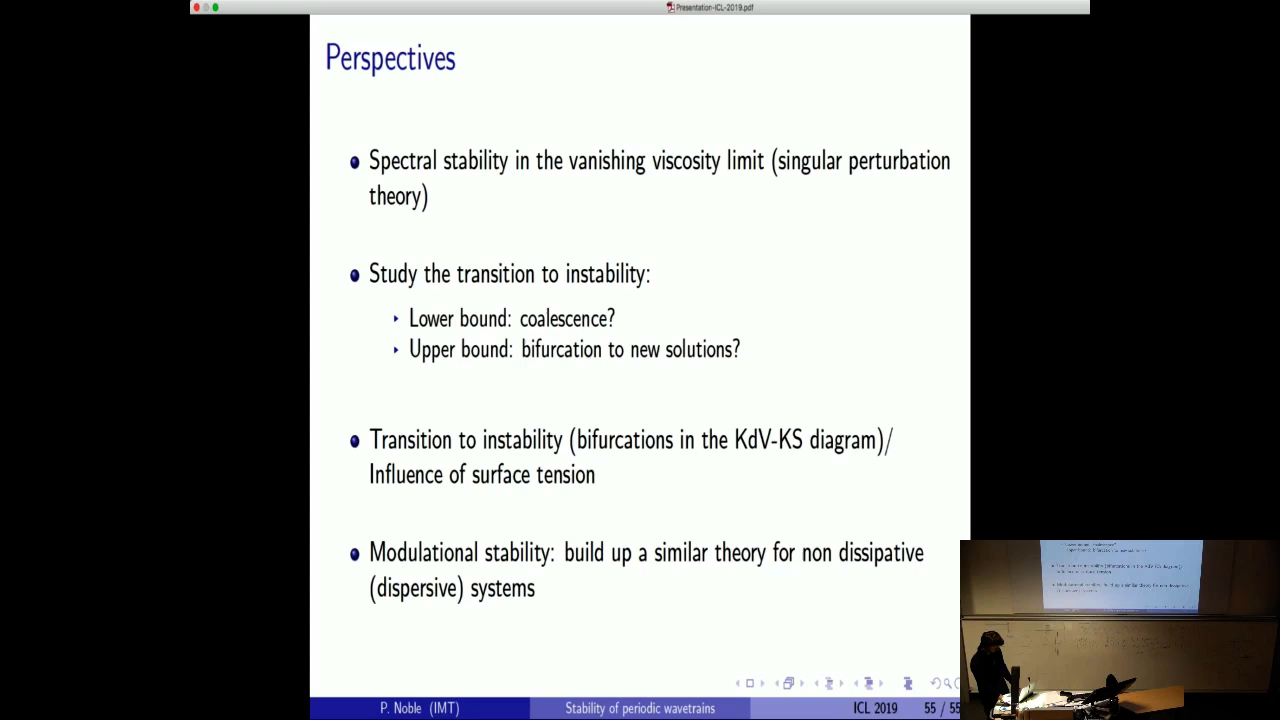 Presentation-ICL-2019.pdf
Perspectives
Spectral stability in the vanishing viscosity limit (singular perturbation
theory)
Study the transition to instability:
Lower bound: coalescence?
Upper bound: bifurcation to new solutions?
Transition to instability (bifurcations in the KdV-KS diagram)/
Influence of surface tension
Modulational stability: build up a similar theory for non dissipative
(dispersive) systems
P. Noble (IMT)
Stability of periodic wavetrains
ICL 2019
55 / 55